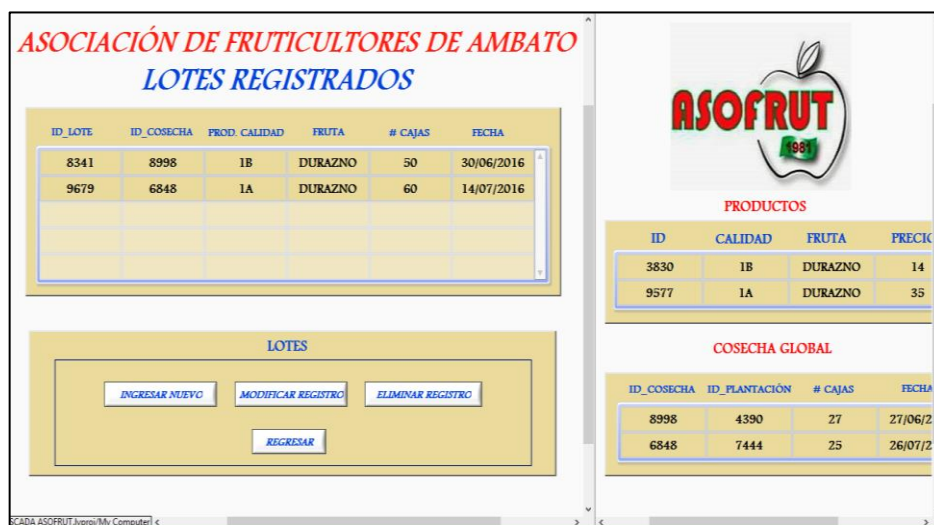 ASOCIACIÓN DE FRUTICULTORES DE AMBATO
LOTES REGISTRADOS
ID_LOTE ID_COSECHA PROD. CALIDAD FRUTA # CAJAS FECHA
8341 8998 1B DURAZNO 50 30/06/2016
9679 6848 1A DURAZNO 60 14/07/2016
LOTES
INGRESAR NUEVO MODIFICAR REGISTRO ELIMINAR REGISTRO
REGRESAR
SCADA ASOFRUT.lvproj/My Computer
ASOFRUT
1981
PRODUCTOS
ID CALIDAD FRUTA PRECIO
3830 1B DURAZNO 14
9577 1A DURAZNO 35
COSECHA GLOBAL
ID_COSECHA ID_PLANTACIÓN # CAJAS FECHA
8998 4390 27 27/06/2
6848 7444 25 26/07/2